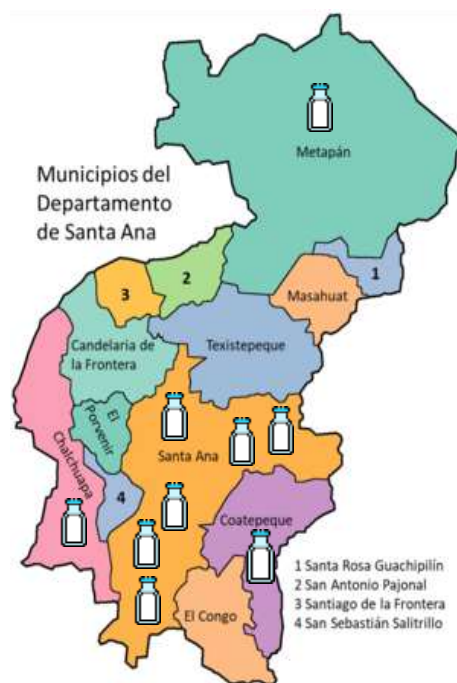 Metapán
Municipios del
Departamento
de Santa Ana
1
2
3
Masahuat
Candelaria de
la Frontera
Texistepeque
El
Porvenir
Chalchuapa
Santa Ana
4
Coatepeque
El Congo
1 Santa Rosa Guachipilín
2 San Antonio Pajonal
3 Santiago de la Frontera
4 San Sebastián Salitrillo